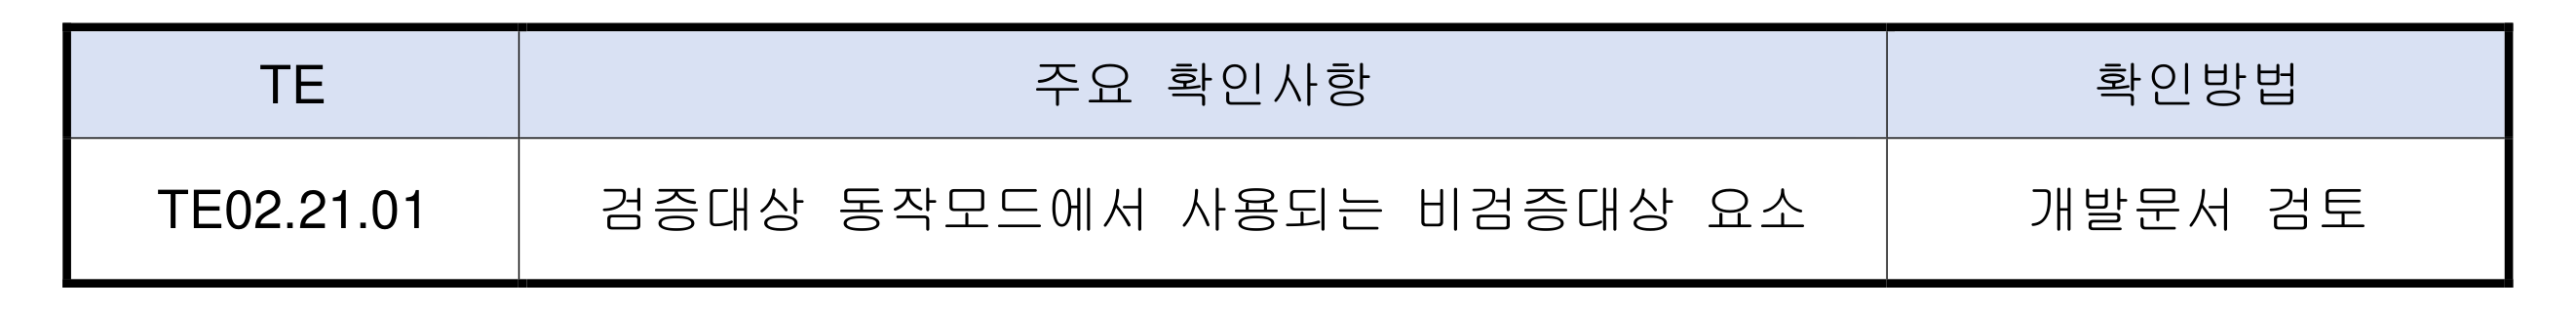 TE 주요 확인사항 확인방법
TE02.21.01 검증대상 동작모드에서 사용되는 비검증대상 요소 개발문서 검토